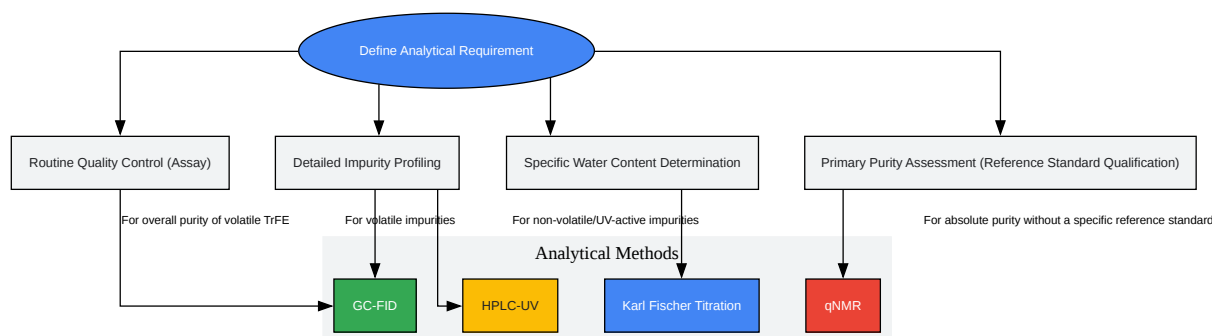 Define Analytical Requirement
Routine Quality Control (Assay)
Detailed Impurity Profiling
Specific Water Content Determination
Primary Purity Assessment (Reference Standard Qualification)
For overall purity of volatile TrFE
For volatile impurities
For non-volatile/UV-active impurities
For absolute purity without a specific reference standard
Analytical Methods
GC-FID
HPLC-UV
Karl Fischer Titration
qNMR